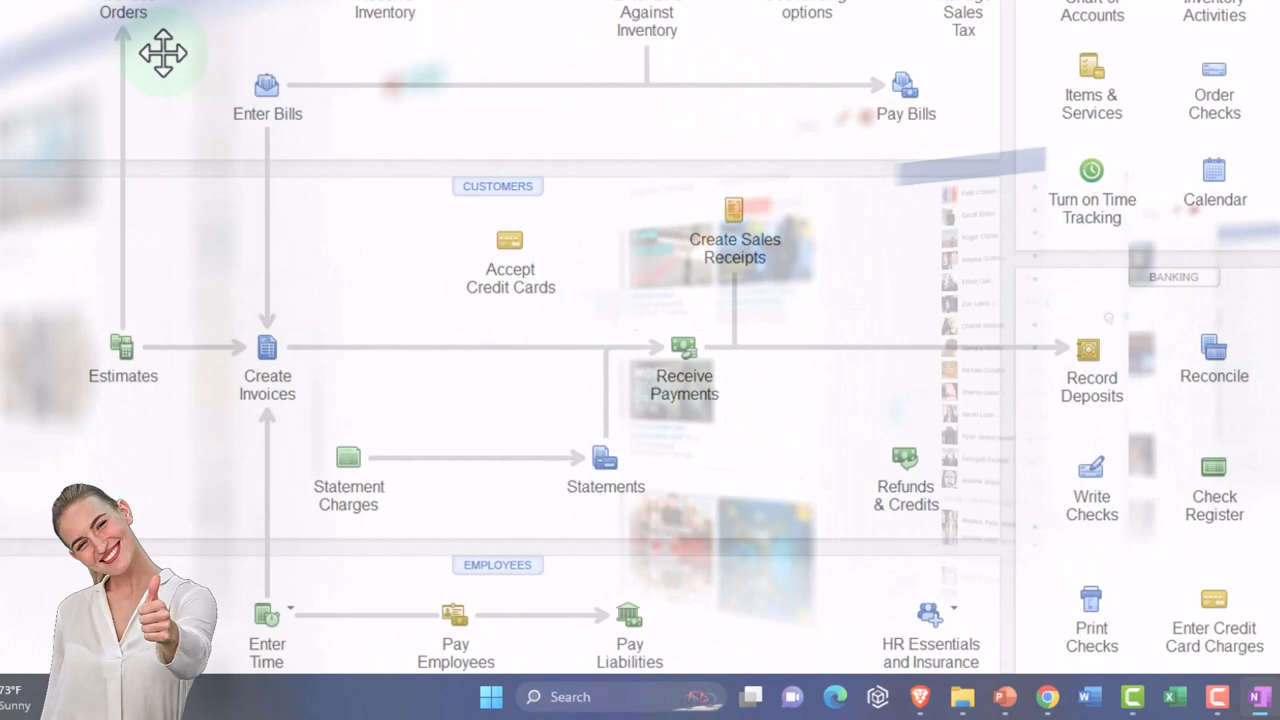 Orders
Inventory
Against
Inventory
options
Sales
Tax
Accounts
Inventory
Activities
Enter Bills
Pay Bills
Items &
Services
Order
Checks
CUSTOMERS
Turn on Time
Tracking
Calendar
Accept
Credit Cards
Create Sales
Receipts
BANKING
Estimates
Create
Invoices
Receive
Payments
Record
Deposits
Reconcile
Statement
Charges
Statements
Refunds
& Credits
Write
Checks
Check
Register
EMPLOYEES
Enter
Time
Pay
Employees
Pay
Liabilities
HR Essentials
and Insurance
Print
Checks
Enter Credit
Card Charges
73°F
Sunny
Search